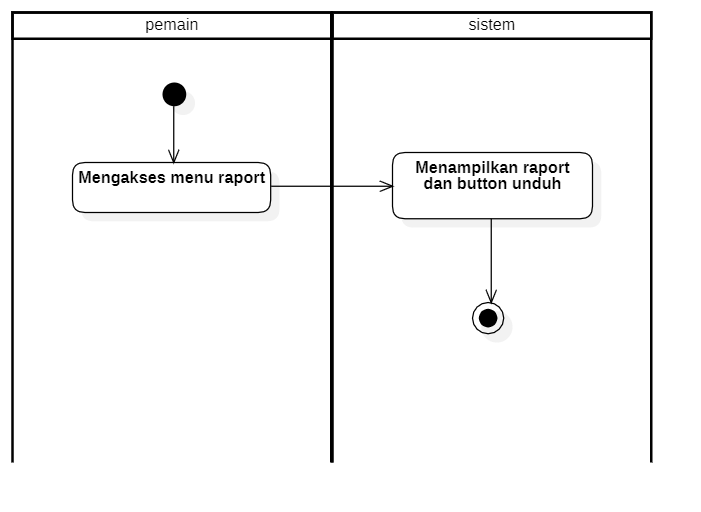 pemain
sistem
Mengakses menu raport
Menampilkan raport
dan button unduh